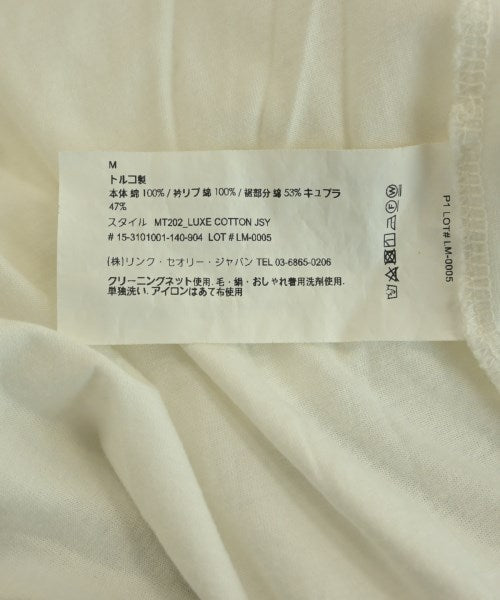 M
トルコ製
本体 綿 100% / 衿リブ 綿 100% / 裾部分 綿 53% キュプラ
47%
スタイル MT202_LUXE COTTON JSY
# 15-3101001-140-904 LOT # LM-0005
(株) リンク・セオリー・ジャパン TEL 03-6865-0206
クリーニングネット使用. 毛・絹・おしゃれ着用洗剤使用.
単独洗い. アイロンはあて布使用
P1 LOT# LM-0005